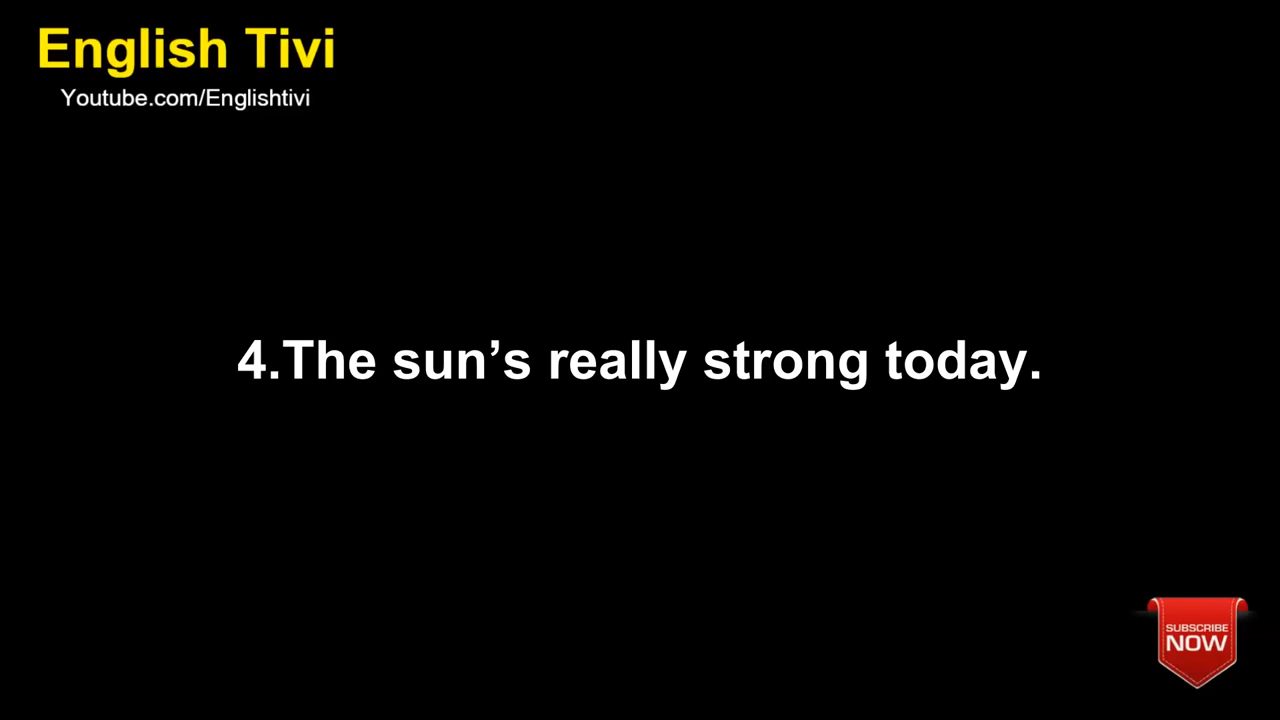 English Tivi
Youtube.com/Englishtivi
4.The sun’s really strong today.
SUBSCRIBE
NOW